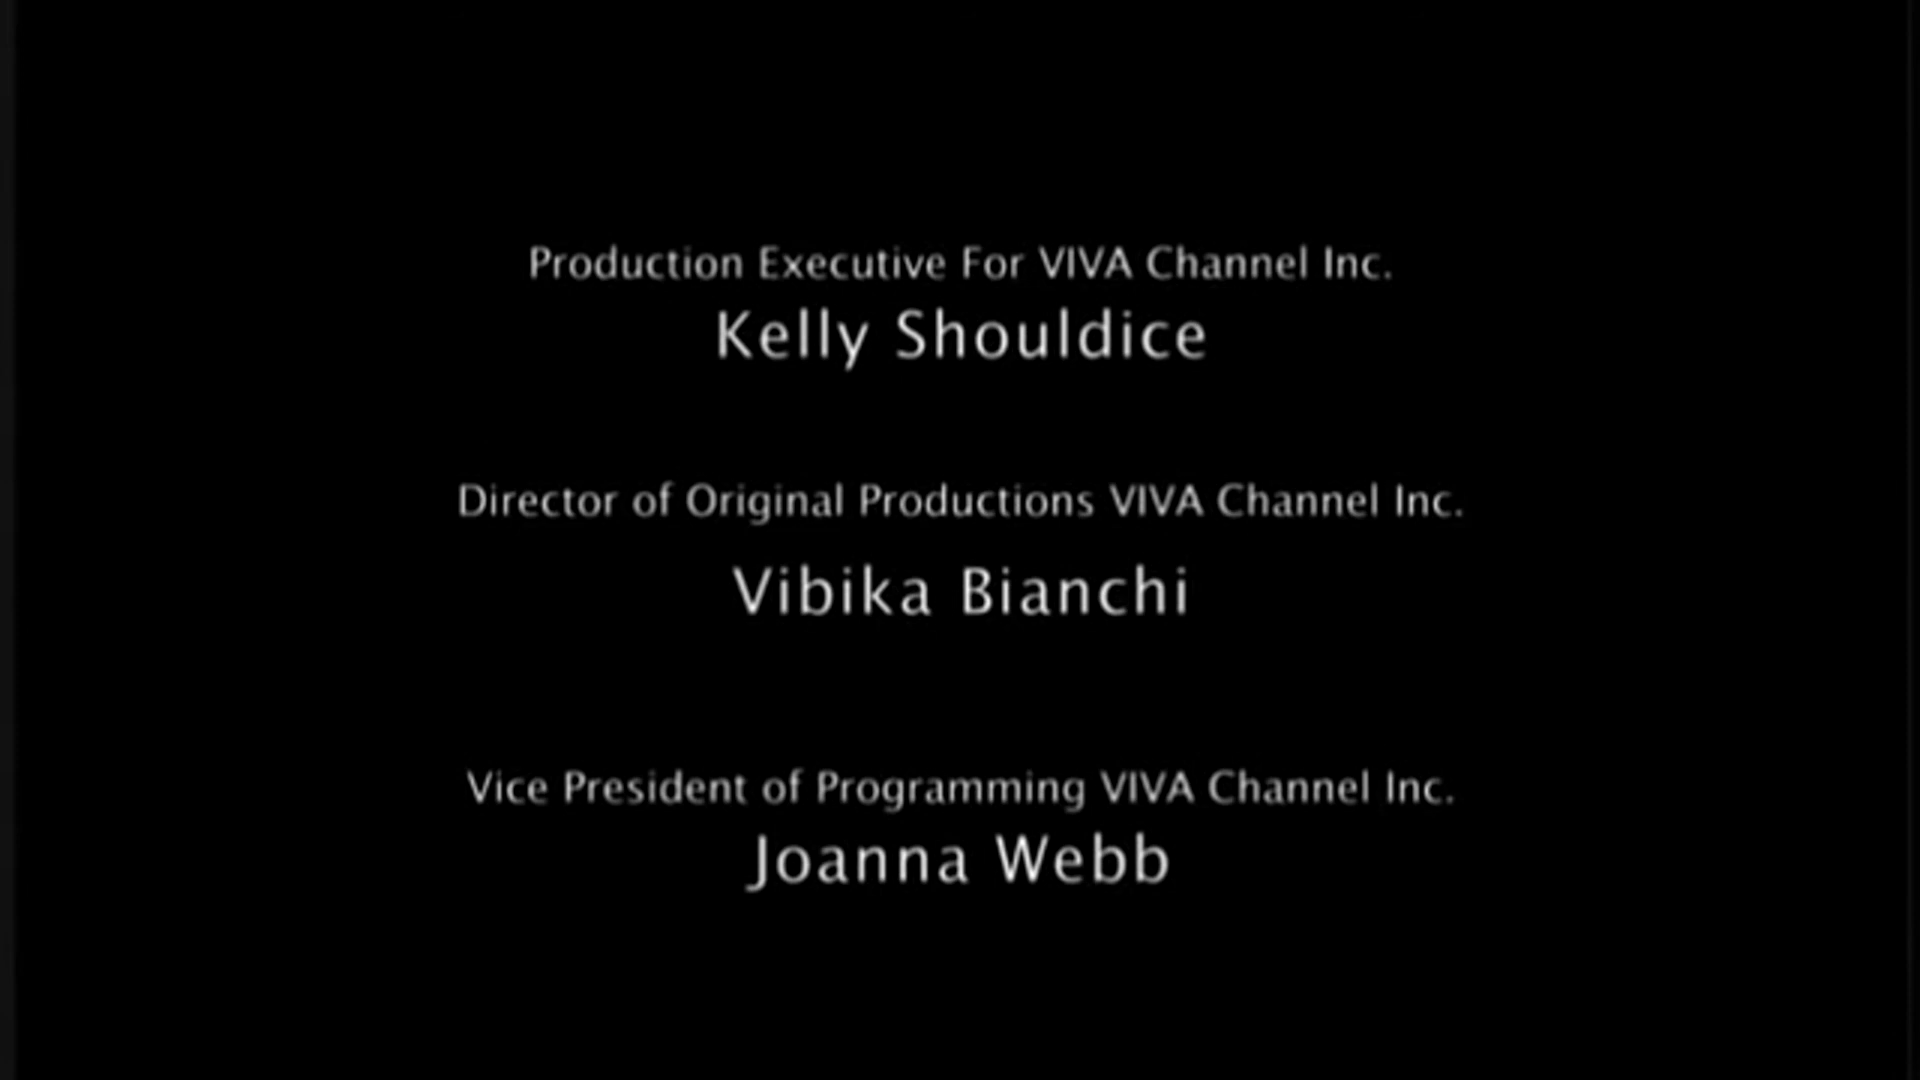 Production Executive For VIVA Channel Inc.
Kelly Shouldice
Director of Original Productions VIVA Channel Inc.
Vibika Bianchi
Vice President of Programming VIVA Channel Inc.
Joanna Webb